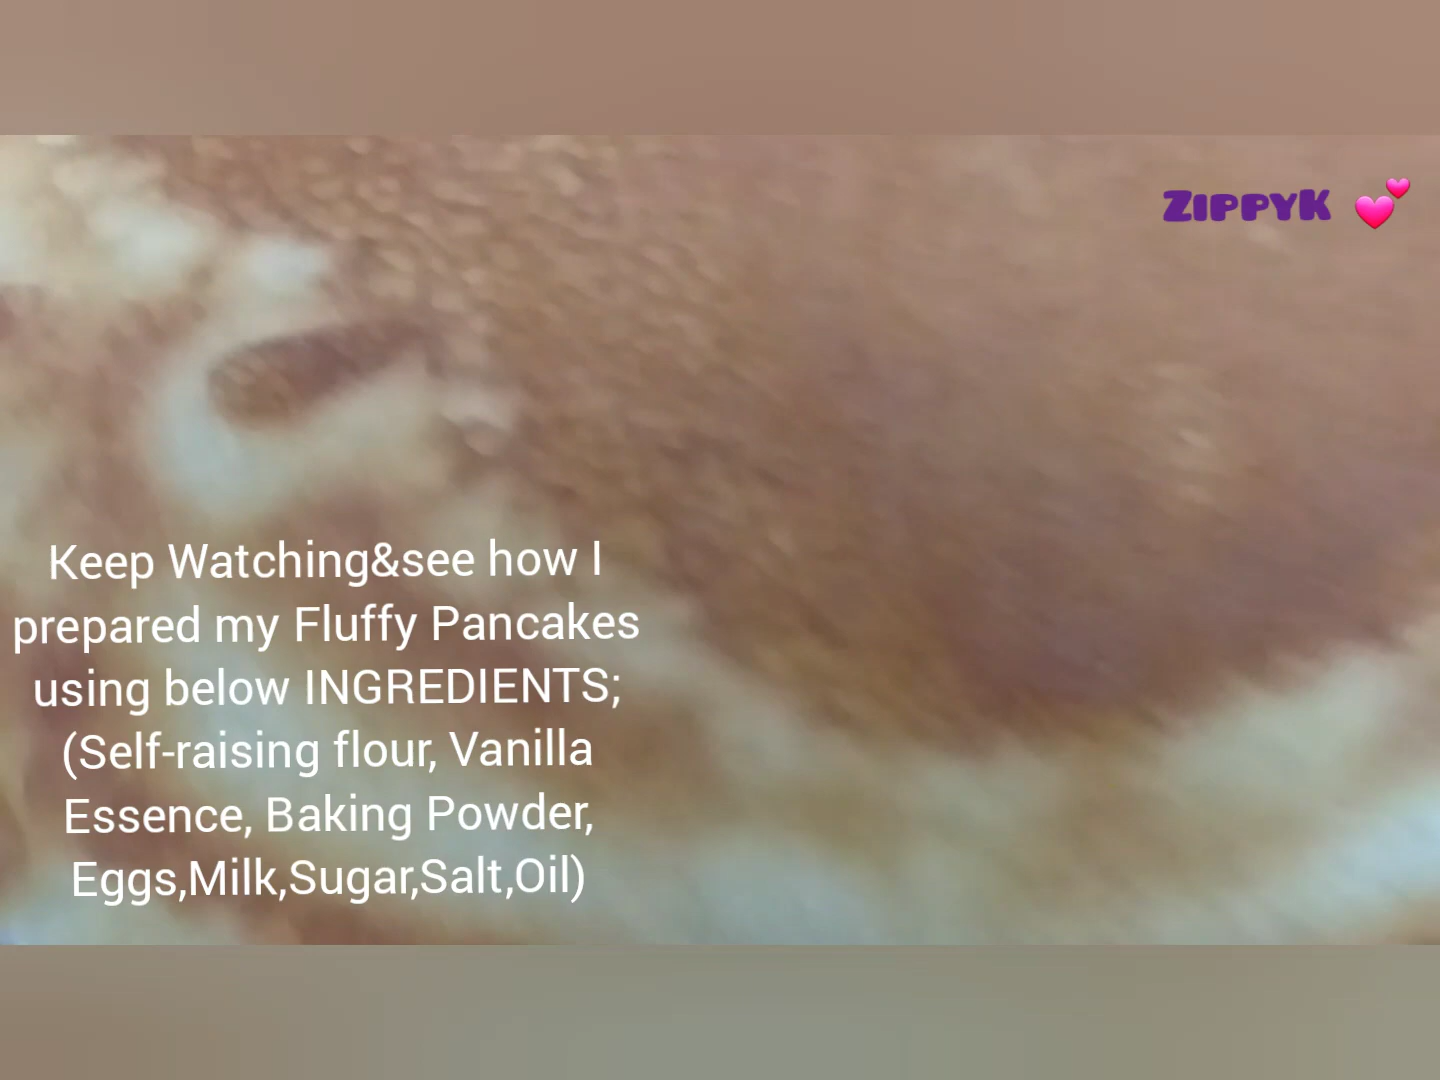 ZIPPYK 💕
Keep Watching&see how I
prepared my Fluffy Pancakes
using below INGREDIENTS;
(Self-raising flour, Vanilla
Essence, Baking Powder,
Eggs,Milk,Sugar,Salt,Oil)